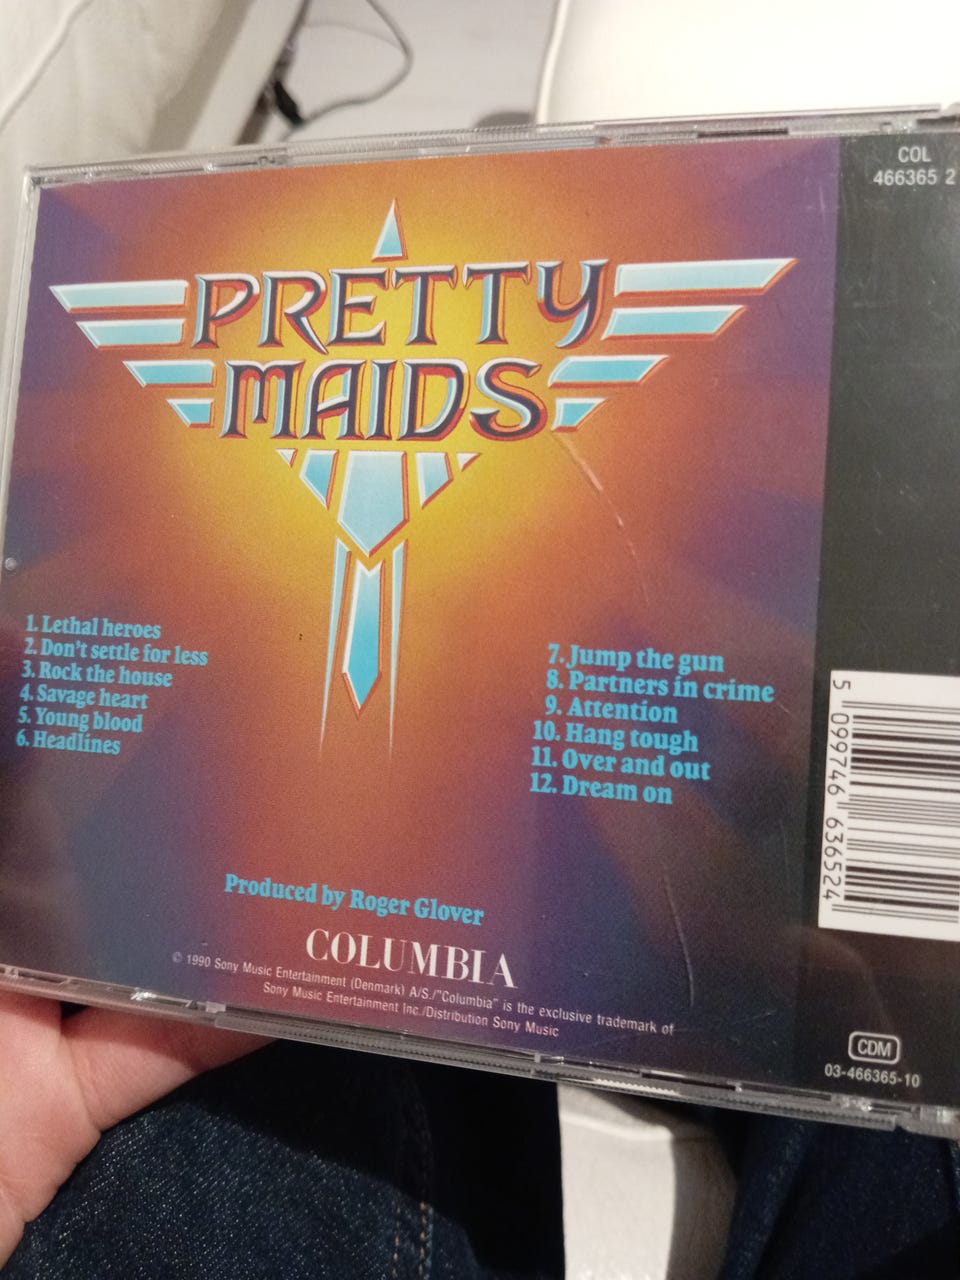 COL
466365 2
PRETTY
MAIDS
1. Lethal heroes
2. Don't settle for less
3. Rock the house
4. Savage heart
5. Young blood
6. Headlines
7. Jump the gun
8. Partners in crime
9. Attention
10. Hang tough
11. Over and out
12. Dream on
5 099746 636524
Produced by Roger Glover
COLUMBIA
© 1990 Sony Music Entertainment (Denmark) A/S./"Columbia" is the exclusive trademark of
Sony Music Entertainment Inc./Distribution Sony Music
CDM
03-466365-10